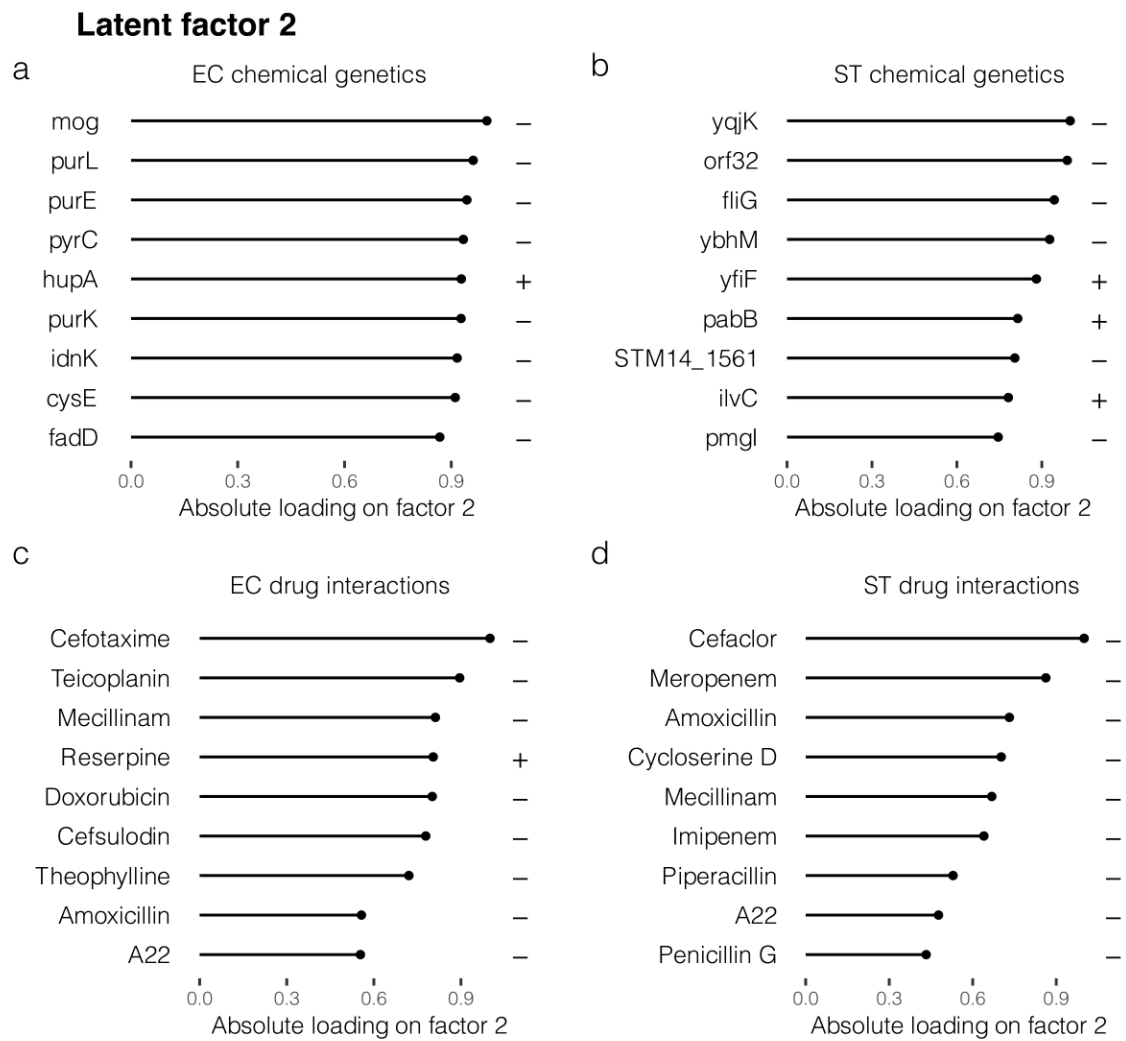 Latent factor 2
a
EC chemical genetics
mog –
purL –
purE –
pyrC –
hupA +
purK –
idnK –
cysE –
fadD –
0.0 0.3 0.6 0.9
Absolute loading on factor 2
b
ST chemical genetics
yqjK –
orf32 –
fliG –
ybhM –
yfiF +
pabB +
STM14_1561 –
ilvC +
pmgI –
0.0 0.3 0.6 0.9
Absolute loading on factor 2
c
EC drug interactions
Cefotaxime –
Teicoplanin –
Mecillinam –
Reserpine +
Doxorubicin –
Cefsulodin –
Theophylline –
Amoxicillin –
A22 –
0.0 0.3 0.6 0.9
Absolute loading on factor 2
d
ST drug interactions
Cefaclor –
Meropenem –
Amoxicillin –
Cycloserine D –
Mecillinam –
Imipenem –
Piperacillin –
A22 –
Penicillin G –
0.0 0.3 0.6 0.9
Absolute loading on factor 2